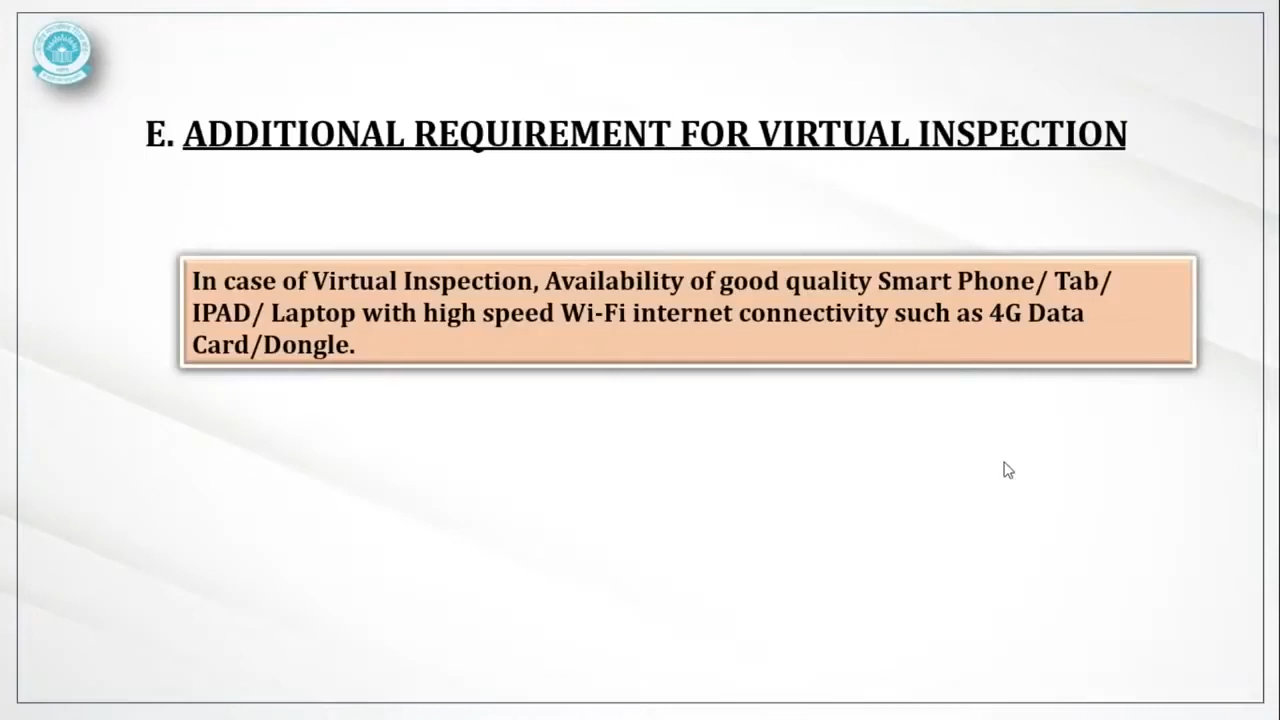 E. ADDITIONAL REQUIREMENT FOR VIRTUAL INSPECTION
In case of Virtual Inspection, Availability of good quality Smart Phone/ Tab/
IPAD/ Laptop with high speed Wi-Fi internet connectivity such as 4G Data
Card/Dongle.